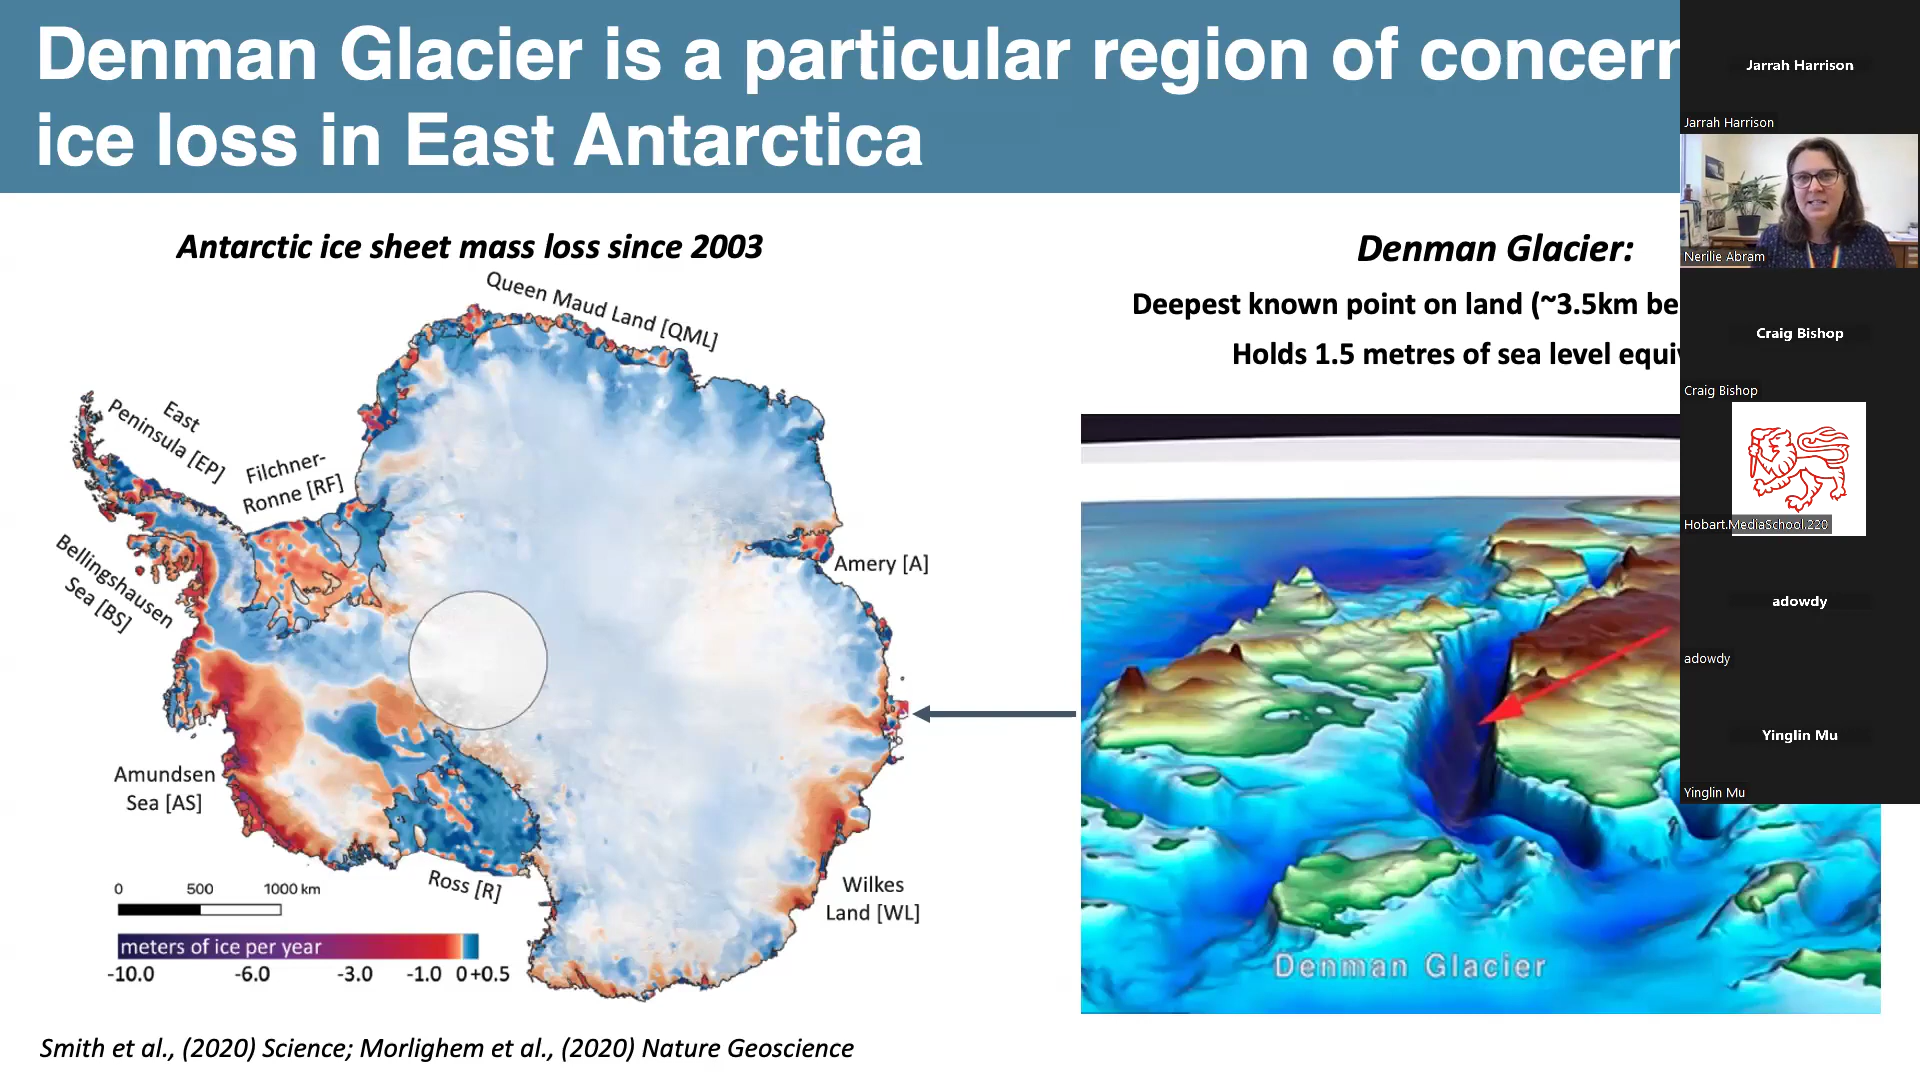 Denman Glacier is a particular region of concern
ice loss in East Antarctica
Antarctic ice sheet mass loss since 2003
Queen Maud Land [QML]
East
Peninsula [EP]
Filchner-
Ronne [RF]
Bellingshausen
Sea [BS]
Amery [A]
Amundsen
Sea [AS]
Ross [R]
Wilkes
Land [WL]
0 500 1000 km
meters of ice per year
-10.0 -6.0 -3.0 -1.0 0 +0.5
Smith et al., (2020) Science; Morlighem et al., (2020) Nature Geoscience
Denman Glacier:
Deepest known point on land (~3.5km be
Holds 1.5 metres of sea level equi
Denman Glacier
Jarrah Harrison
Jarrah Harrison
Nerilie Abram
Craig Bishop
Craig Bishop
Hobart.MediaSchool.220
adowdy
adowdy
Yinglin Mu
Yinglin Mu